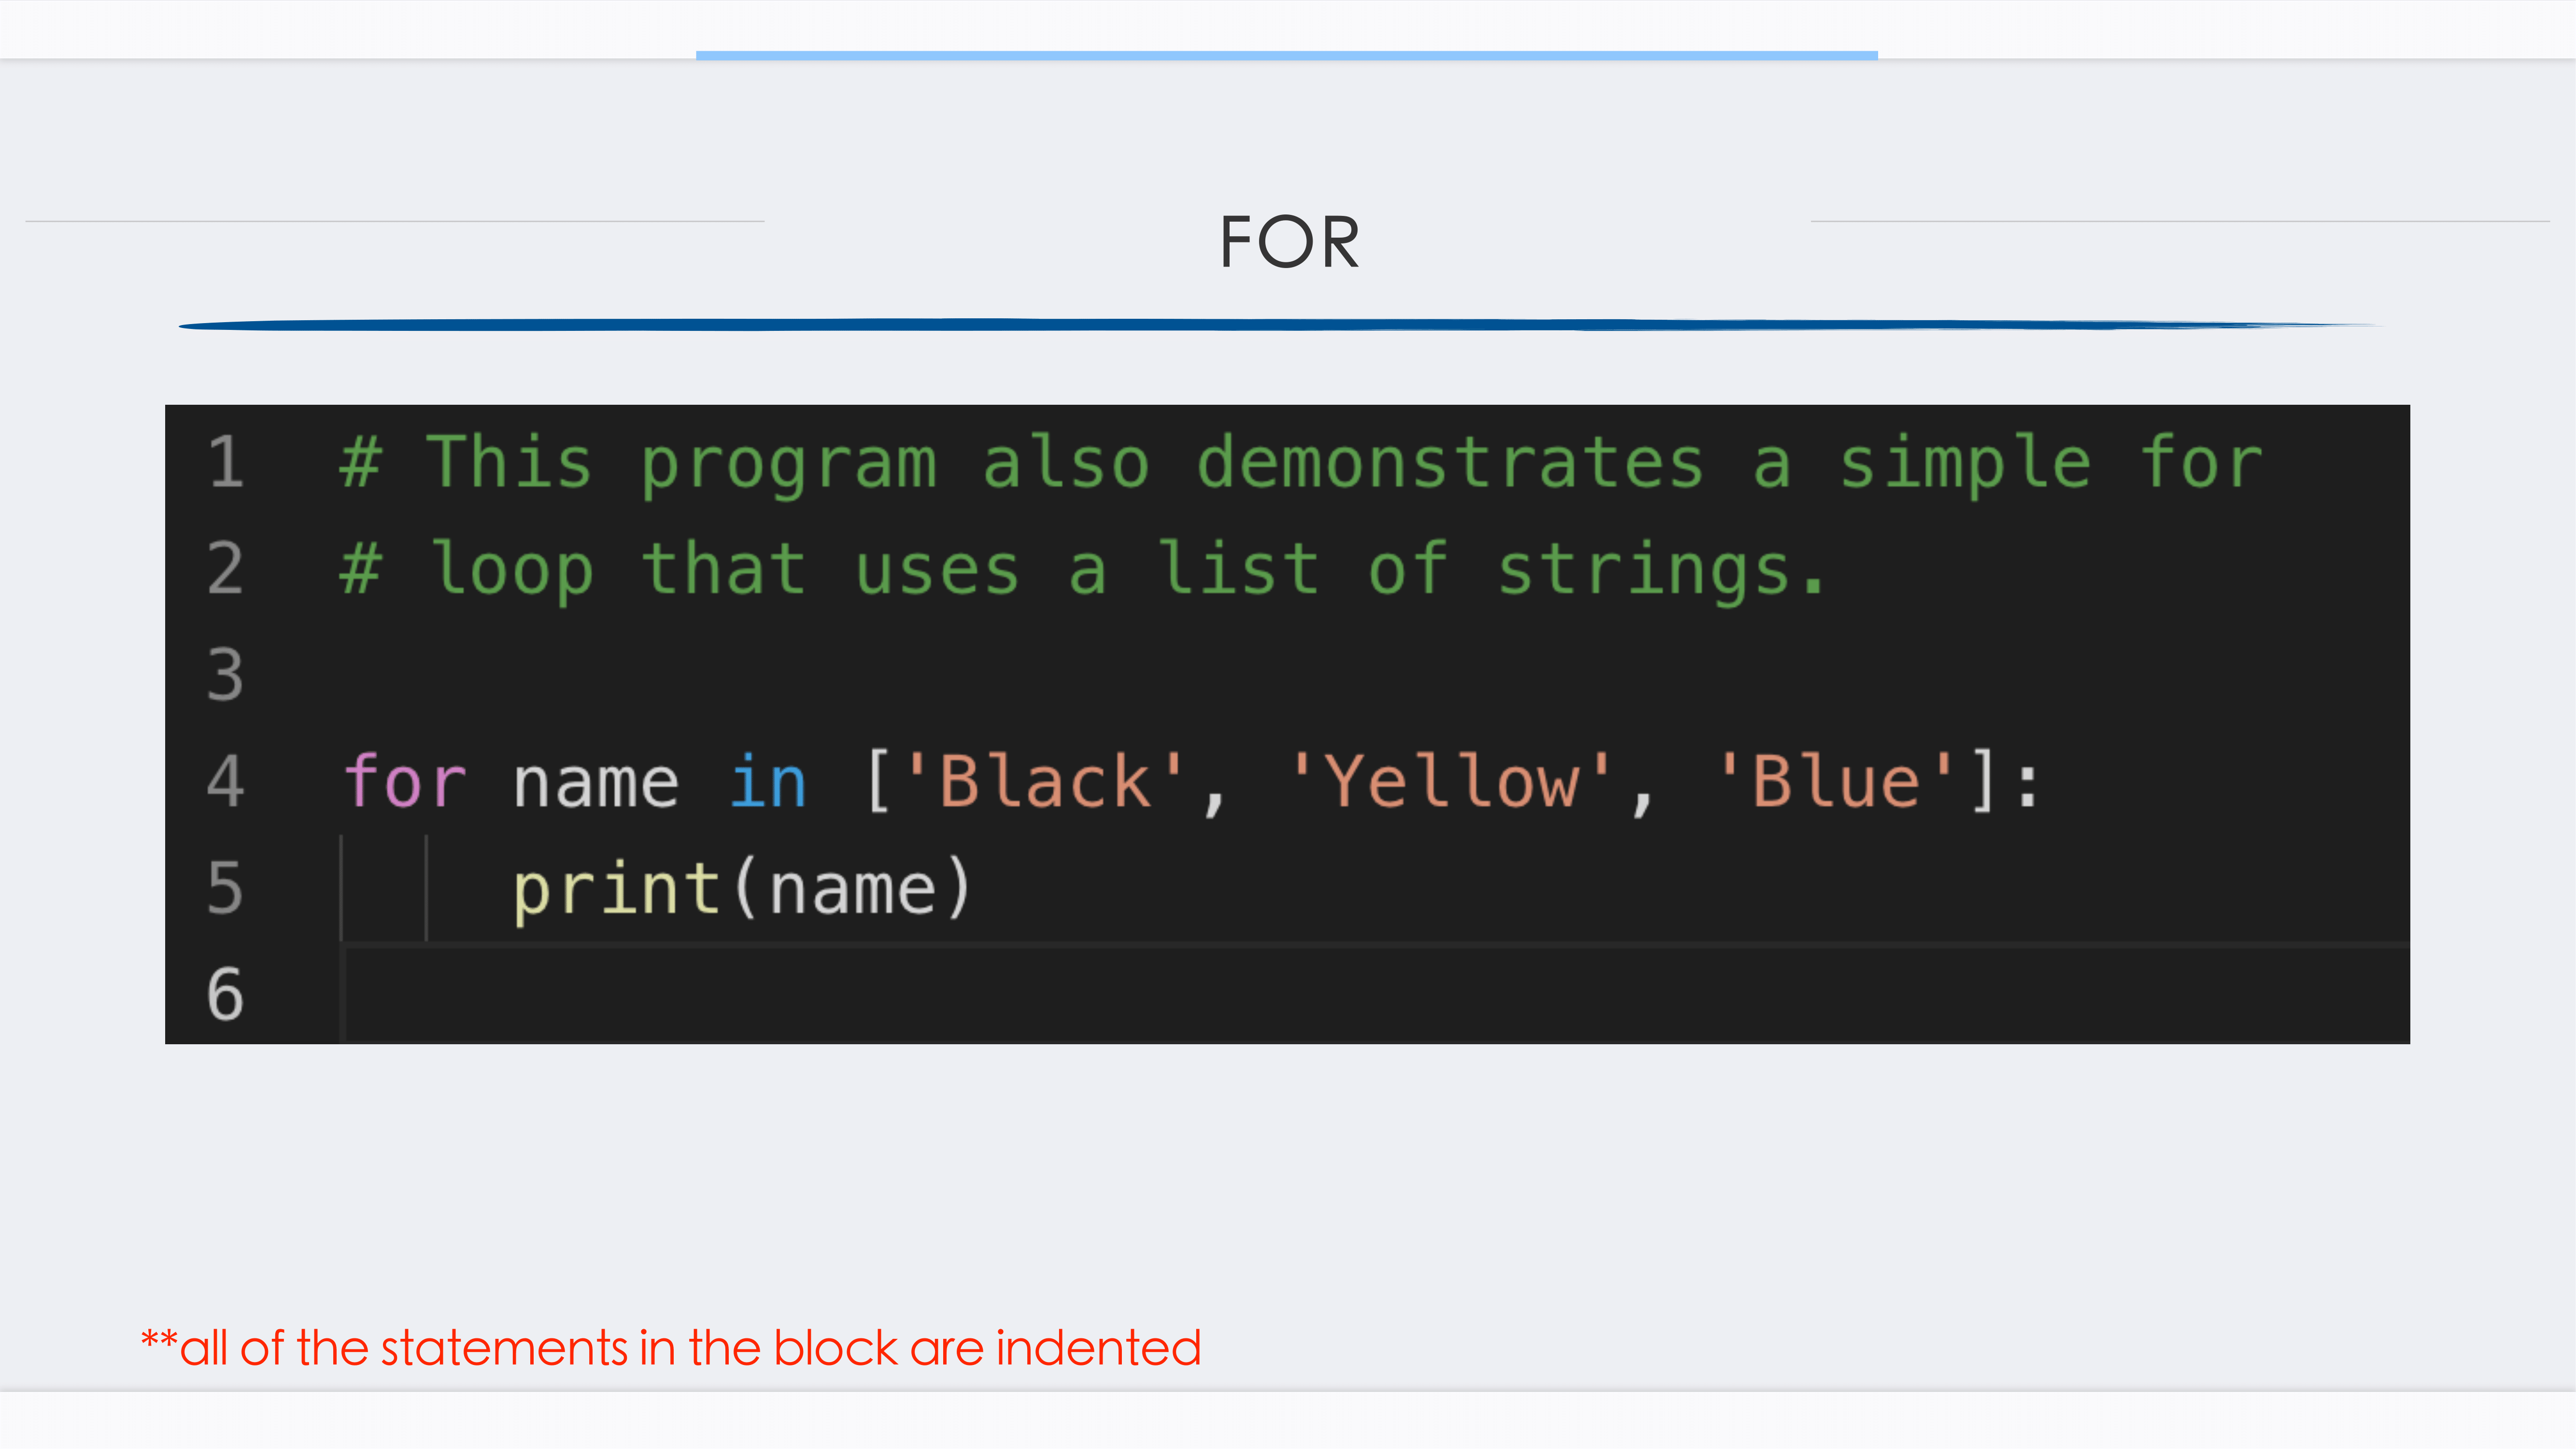 FOR
1 # This program also demonstrates a simple for
2 # loop that uses a list of strings.
3
4 for name in ['Black', 'Yellow', 'Blue']:
5     print(name)
6
**all of the statements in the block are indented